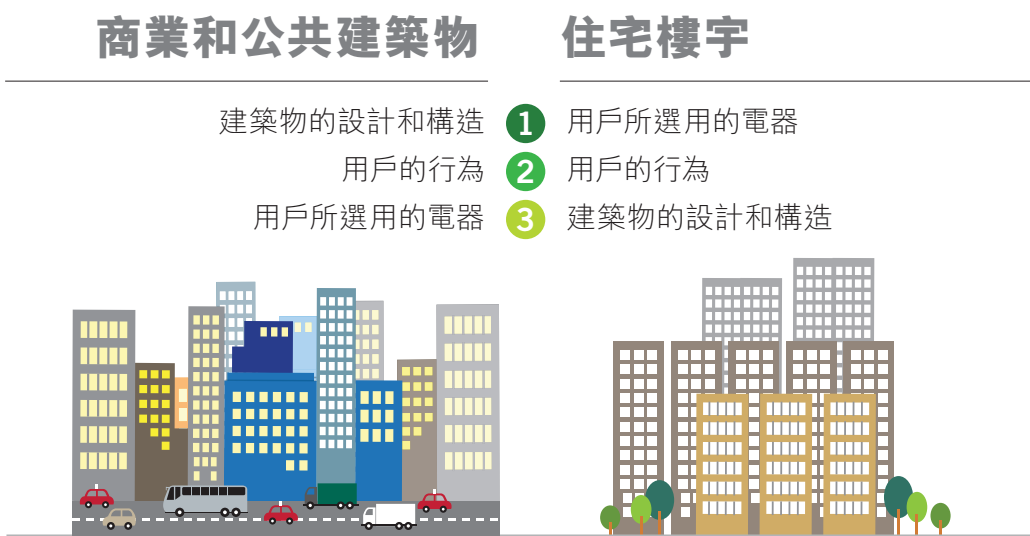 商業和公共建築物 住宅樓宇
建築物的設計和構造 1 用戶所選用的電器
用戶的行為 2 用戶的行為
用戶所選用的電器 3 建築物的設計和構造